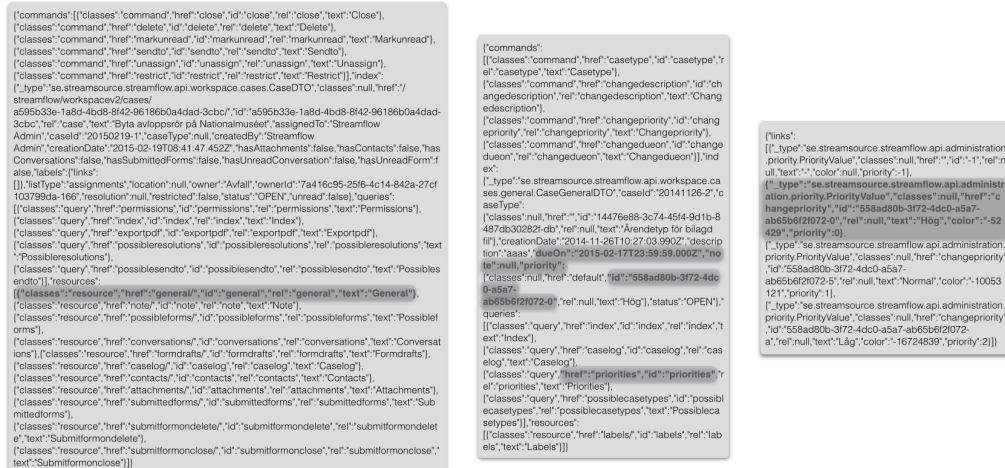 {"commands":[{"classes":"command","href":"close","id":"close","rel":"close","text":"Close"},
{"classes":"command","href":"delete","id":"delete","rel":"delete","text":"Delete"},
{"classes":"command","href":"markunread","id":"markunread","rel":"markunread","text":"Markunread"},
{"classes":"command","href":"sendto","id":"sendto","rel":"sendto","text":"Sendto"},
{"classes":"command","href":"unassign","id":"unassign","rel":"unassign","text":"Unassign"},
{"classes":"command","href":"restrict","id":"restrict","rel":"restrict","text":"Restrict"}],"index":
{"_type":"se.streamsource.streamflow.api.workspace.cases.CaseDTO","classes":null,"href":"/
streamflow/workspacev2/cases/
a595b33e-1a8d-4bd8-8f42-96186b0a4dad-3cbc/","id":"a595b33e-1a8d-4bd8-8f42-96186b0a4dad-
3cbc","rel":"case","text":"Byta avloppsrör på Nationalmuséet","assignedTo":"Streamflow
Admin","caseId":"20150219-1","caseType":null,"createdBy":"Streamflow
Admin","creationDate":"2015-02-19T08:41:47.452Z","hasAttachments":false,"hasContacts":false,"has
Conversations":false,"hasSubmittedForms":false,"hasUnreadConversation":false,"hasUnreadForm":f
alse,"labels":{"links":
[]},"listType":"assignments","location":null,"owner":"Avfall","ownerId":"7a416c95-25f6-4c14-842a-27cf
103799da-166","resolution":null,"restricted":false,"status":"OPEN","unread":false},"queries":
[{"classes":"query","href":"permissions","id":"permissions","rel":"permissions","text":"Permissions"},
{"classes":"query","href":"index","id":"index","rel":"index","text":"Index"},
{"classes":"query","href":"exportpdf","id":"exportpdf","rel":"exportpdf","text":"Exportpdf"},
{"classes":"query","href":"possibleresolutions","id":"possibleresolutions","rel":"possibleresolutions","text
":"Possibleresolutions"},
{"classes":"query","href":"possiblesendto","id":"possiblesendto","rel":"possiblesendto","text":"Possibles
endto"}],"resources":
[{"classes":"resource","href":"general/","id":"general","rel":"general","text":"General"},
{"classes":"resource","href":"note/","id":"note","rel":"note","text":"Note"},
{"classes":"resource","href":"possibleforms/","id":"possibleforms","rel":"possibleforms","text":"Possiblef
orms"},
{"classes":"resource","href":"conversations/","id":"conversations","rel":"conversations","text":"Conversat
ions"},{"classes":"resource","href":"formdrafts/","id":"formdrafts","rel":"formdrafts","text":"Formdrafts"},
{"classes":"resource","href":"caselog/","id":"caselog","rel":"caselog","text":"Caselog"},
{"classes":"resource","href":"contacts/","id":"contacts","rel":"contacts","text":"Contacts"},
{"classes":"resource","href":"attachments/","id":"attachments","rel":"attachments","text":"Attachments"},
{"classes":"resource","href":"submittedforms/","id":"submittedforms","rel":"submittedforms","text":"Sub
mittedforms"},
{"classes":"resource","href":"submitformondelete/","id":"submitformondelete","rel":"submitformondelet
e","text":"Submitformondelete"},
{"classes":"resource","href":"submitformonclose/","id":"submitformonclose","rel":"submitformonclose","
text":"Submitformonclose"}]}
{"commands":
[{"classes":"command","href":"casetype","id":"casetype","r
el":"casetype","text":"Casetype"},
{"classes":"command","href":"changedescription","id":"ch
angedescription","rel":"changedescription","text":"Chang
edescription"},
{"classes":"command","href":"changepriority","id":"chang
epriority","rel":"changepriority","text":"Changepriority"},
{"classes":"command","href":"changedueon","id":"change
dueon","rel":"changedueon","text":"Changedueon"}],"ind
ex":
{"_type":"se.streamsource.streamflow.api.workspace.ca
ses.general.CaseGeneralDTO","caseId":"20141126-2","c
aseType":
{"classes":null,"href":"","id":"14476e88-3c74-45f4-9d1b-8
487db30282f-db","rel":null,"text":"Ärendetyp för bilagd
fil"},"creationDate":"2014-11-26T10:27:03.990Z","descrip
tion":"aaas","dueOn":"2015-02-17T23:59:59.000Z","no
te":null,"priority":
{"classes":null,"href":"default","id":"558ad80b-3f72-4dc
0-a5a7-
ab65b6f2f072-0","rel":null,"text":"Hög"},"status":"OPEN"},"
queries":
[{"classes":"query","href":"index","id":"index","rel":"index","t
ext":"Index"},
{"classes":"query","href":"caselog","id":"caselog","rel":"cas
elog","text":"Caselog"},
{"classes":"query","href":"priorities","id":"priorities","r
el":"priorities","text":"Priorities"},
{"classes":"query","href":"possiblecasetypes","id":"possibl
ecasetypes","rel":"possiblecasetypes","text":"Possibleca
setypes"}],"resources":
[{"classes":"resource","href":"labels/","id":"labels","rel":"lab
els","text":"Labels"}]}
{"links":
[{"_type":"se.streamsource.streamflow.api.administration
.priority.PriorityValue","classes":null,"href":"","id":"-1","rel":n
ull,"text":"-","color":null,"priority":-1},
{"_type":"se.streamsource.streamflow.api.administr
ation.priority.PriorityValue","classes":null,"href":"c
hangepriority","id":"558ad80b-3f72-4dc0-a5a7-
ab65b6f2f072-0","rel":null,"text":"Hög","color":"-52
429","priority":0},
{"_type":"se.streamsource.streamflow.api.administration.
priority.PriorityValue","classes":null,"href":"changepriority"
,"id":"558ad80b-3f72-4dc0-a5a7-
ab65b6f2f072-5","rel":null,"text":"Normal","color":"-10053
121","priority":1},
{"_type":"se.streamsource.streamflow.api.administration.
priority.PriorityValue","classes":null,"href":"changepriority"
,"id":"558ad80b-3f72-4dc0-a5a7-ab65b6f2f072-
a","rel":null,"text":"Låg","color":"-16724839","priority":2}]}